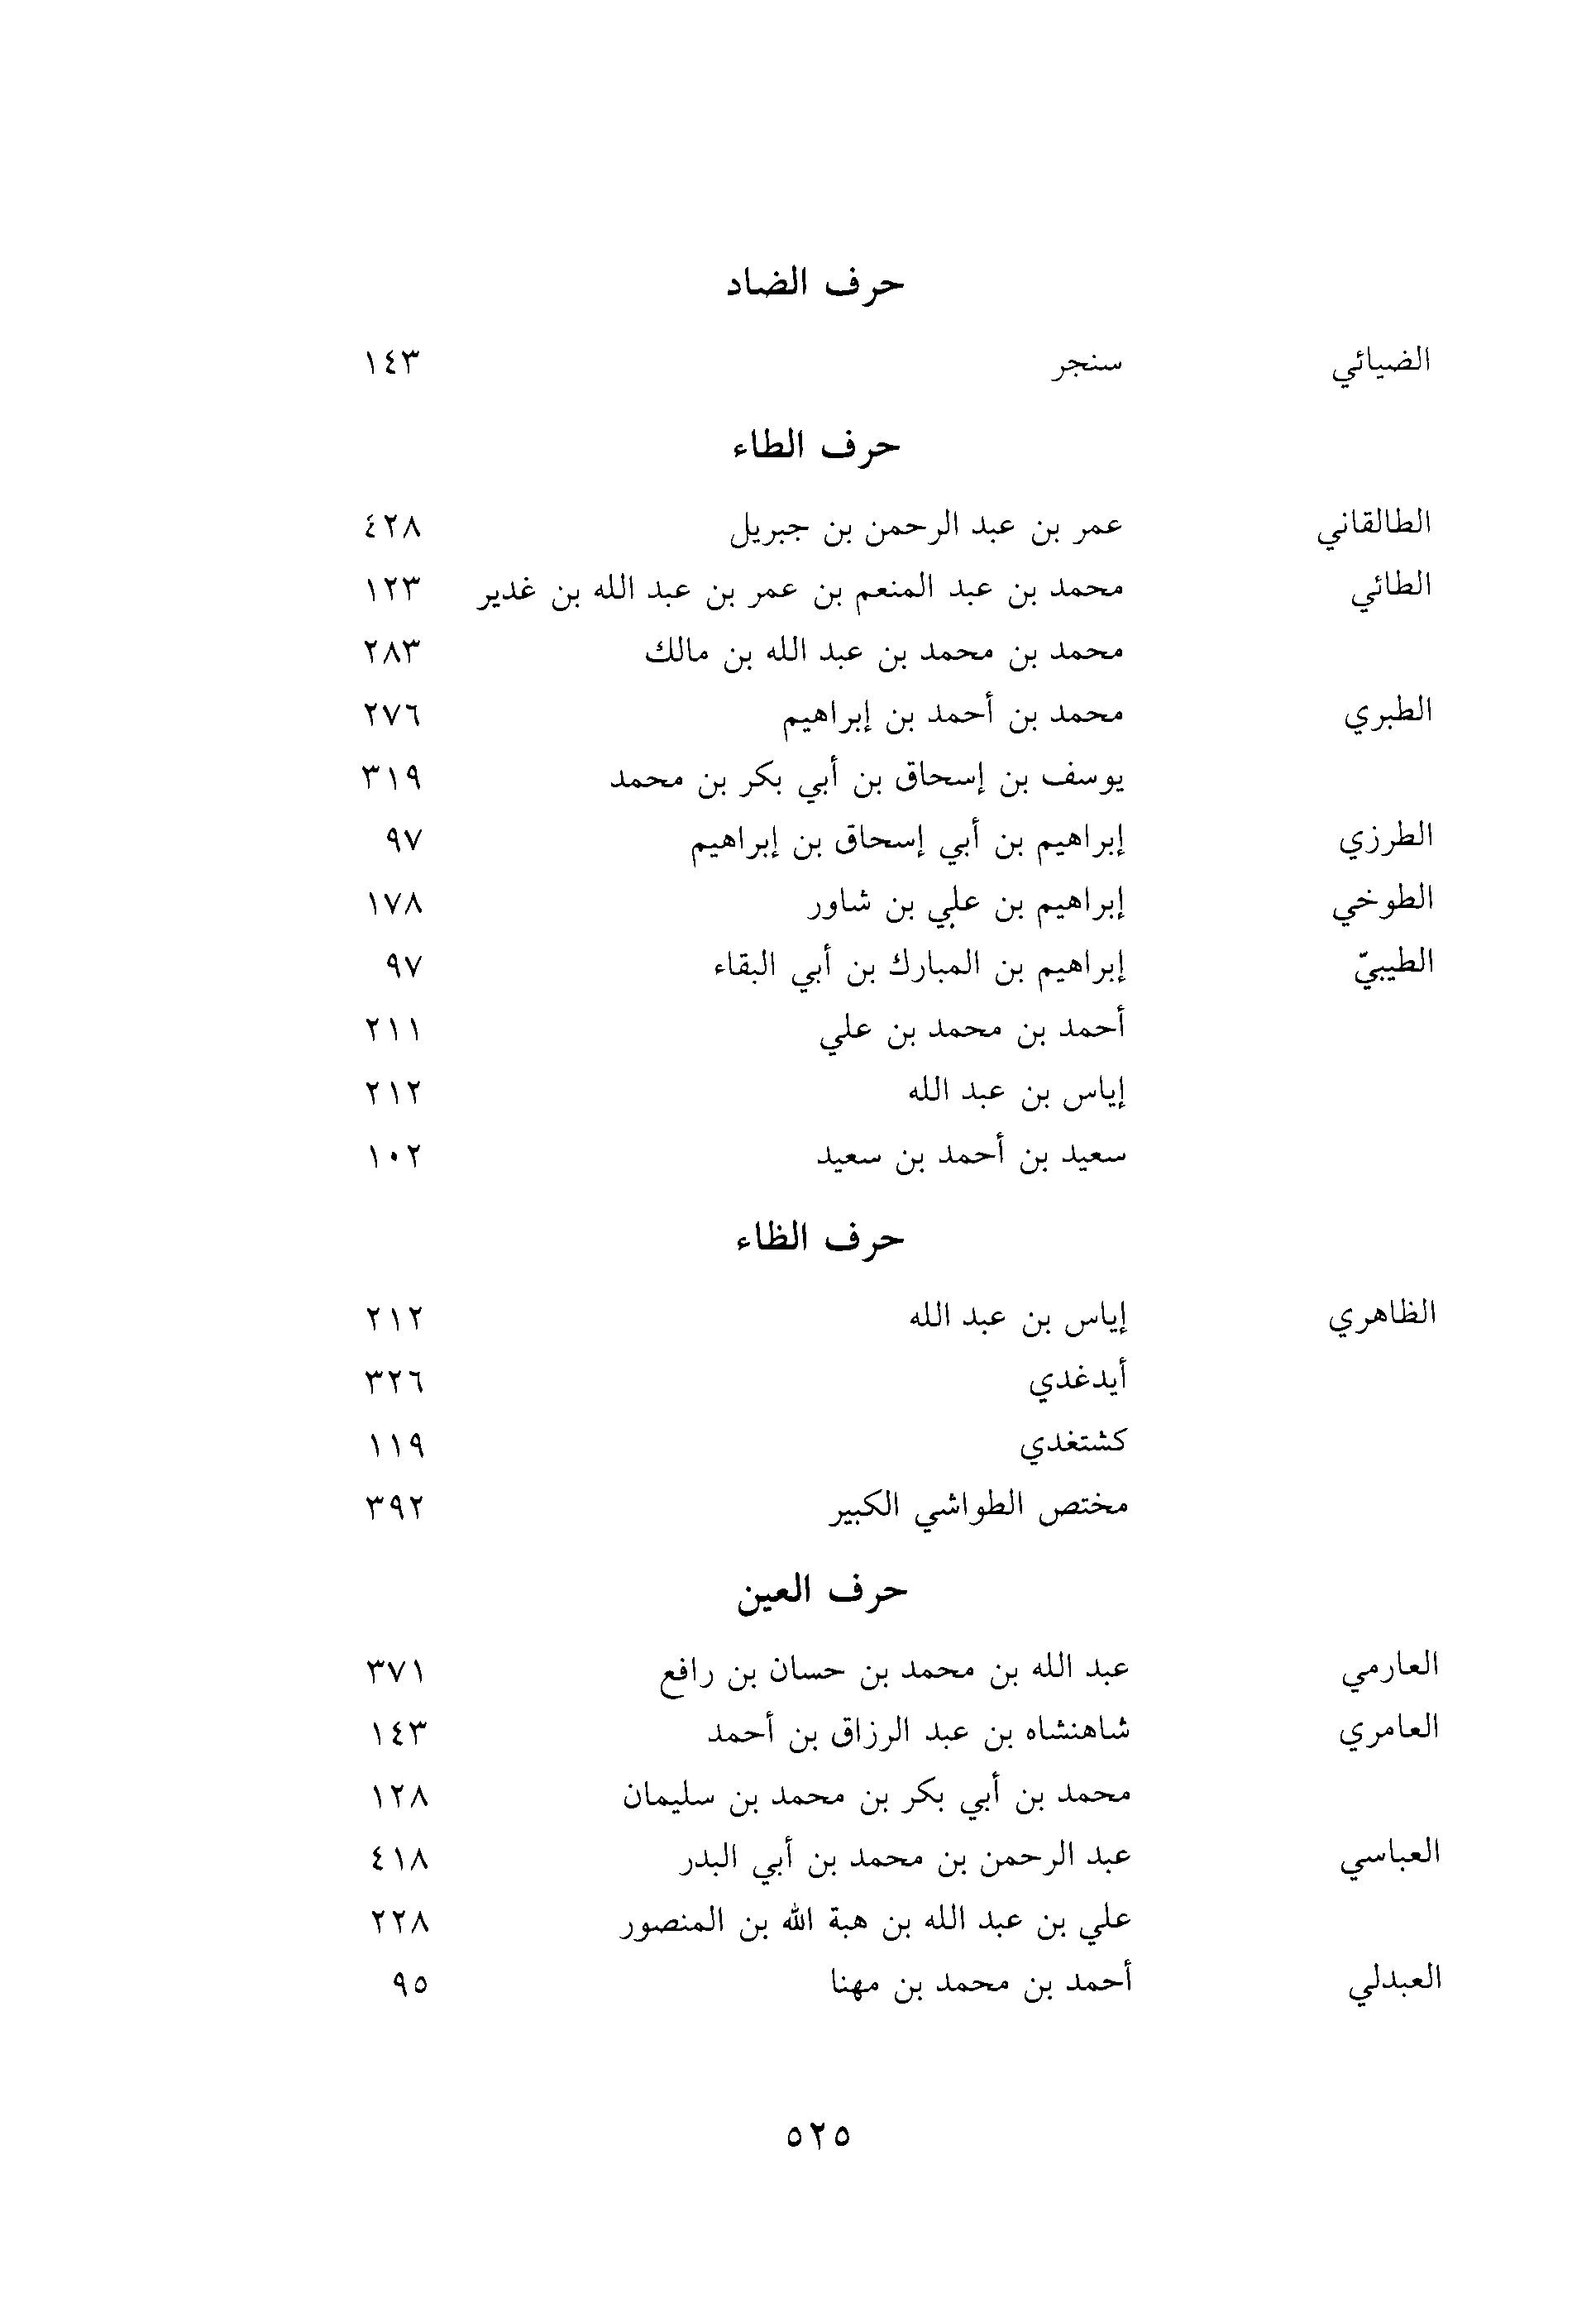 حرف الضاد
الضيائي سنجر ١٤٣
حرف الطاء
الطالقاني عمر بن عبد الرحمن بن جبريل ٤٢٨
الطائي محمد بن عبد المنعم بن عمر بن عبد الله بن غدير ١٢٣
محمد بن محمد بن عبد الله بن مالك ٢٨٣
الطبري محمد بن أحمد بن إبراهيم ٢٧٦
يوسف بن إسحاق بن أبي بكر بن محمد ٣١٩
الطرزي إبراهيم بن أبي إسحاق بن إبراهيم ٩٧
الطوخي إبراهيم بن علي بن شاور ١٧٨
الطيبيّ إبراهيم بن المبارك بن أبي البقاء ٩٧
أحمد بن محمد بن علي ٢١١
إياس بن عبد الله ٢١٢
سعيد بن أحمد بن سعيد ١٠٢
حرف الظاء
الظاهري إياس بن عبد الله ٢١٢
أيدغدي ٣٢٦
كشتغدي ١١٩
مختص الطواشي الكبير ٣٩٢
حرف العين
العارمي عبد الله بن محمد بن حسان بن رافع ٣٧١
العامري شاهنشاه بن عبد الرزاق بن أحمد ١٤٣
محمد بن أبي بكر بن محمد بن سليمان ١٢٨
العباسي عبد الرحمن بن محمد بن أبي البدر ٤١٨
علي بن عبد الله بن هبة الله بن المنصور ٢٢٨
العبدلي أحمد بن محمد بن مهنا ٩٥
٥٢٥